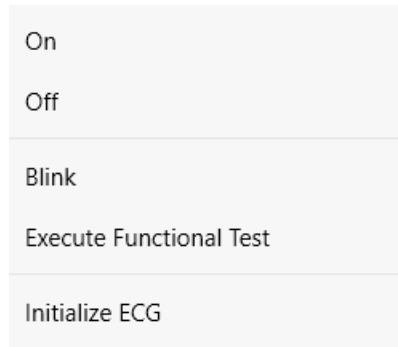 On
Off
Blink
Execute Functional Test
Initialize ECG